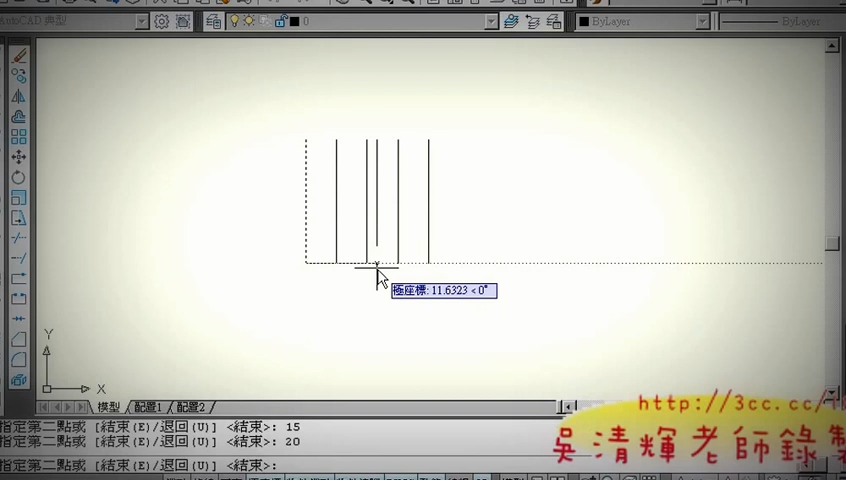 AutoCAD 典型
0
ByLayer
ByLayer
極座標: 11.6323 < 0°
Y
X
模型 配置1 配置2
http://3cc.cc/1
指定第二點或 [結束(E)/退回(U)] <結束>: 15
指定第二點或 [結束(E)/退回(U)] <結束>: 20
吳清輝老師錄製
指定第二點或 [結束(E)/退回(U)] <結束>: